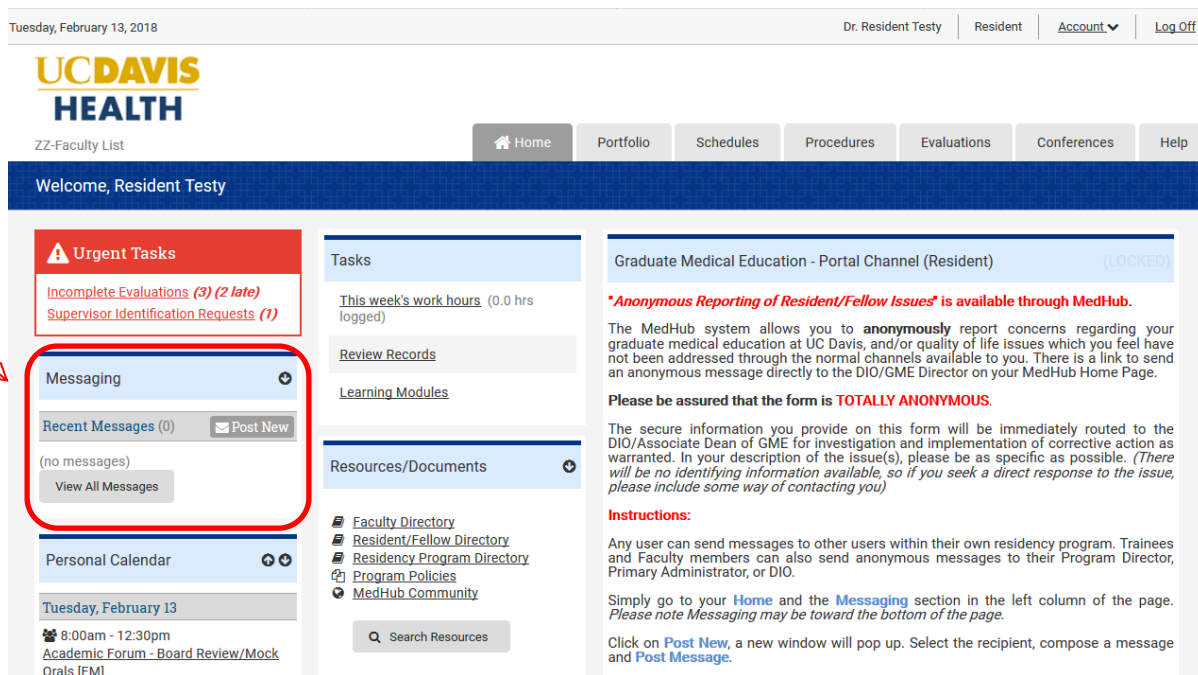 Tuesday, February 13, 2018
Dr. Resident Testy
Resident
Account
Log Off
UCDAVIS
HEALTH
ZZ-Faculty List
Home
Portfolio
Schedules
Procedures
Evaluations
Conferences
Help
Welcome, Resident Testy
Urgent Tasks
Incomplete Evaluations (3) (2 late)
Supervisor Identification Requests (1)
Messaging
Recent Messages (0)
Post New
(no messages)
View All Messages
Personal Calendar
Tuesday, February 13
8:00am - 12:30pm
Academic Forum - Board Review/Mock
Orals [FM]
Tasks
This week's work hours (0.0 hrs
logged)
Review Records
Learning Modules
Resources/Documents
Faculty Directory
Resident/Fellow Directory
Residency Program Directory
Program Policies
MedHub Community
Search Resources
Graduate Medical Education - Portal Channel (Resident)
(LOCKED)
"Anonymous Reporting of Resident/Fellow Issues" is available through MedHub.
The MedHub system allows you to anonymously report concerns regarding your
graduate medical education at UC Davis, and/or quality of life issues which you feel have
not been addressed through the normal channels available to you. There is a link to send
an anonymous message directly to the DIO/GME Director on your MedHub Home Page.
Please be assured that the form is TOTALLY ANONYMOUS.
The secure information you provide on this form will be immediately routed to the
DIO/Associate Dean of GME for investigation and implementation of corrective action as
warranted. In your description of the issue(s), please be as specific as possible. (There
will be no identifying information available, so if you seek a direct response to the issue,
please include some way of contacting you)
Instructions:
Any user can send messages to other users within their own residency program. Trainees
and Faculty members can also send anonymous messages to their Program Director,
Primary Administrator, or DIO.
Simply go to your Home and the Messaging section in the left column of the page.
Please note Messaging may be toward the bottom of the page.
Click on Post New, a new window will pop up. Select the recipient, compose a message
and Post Message.